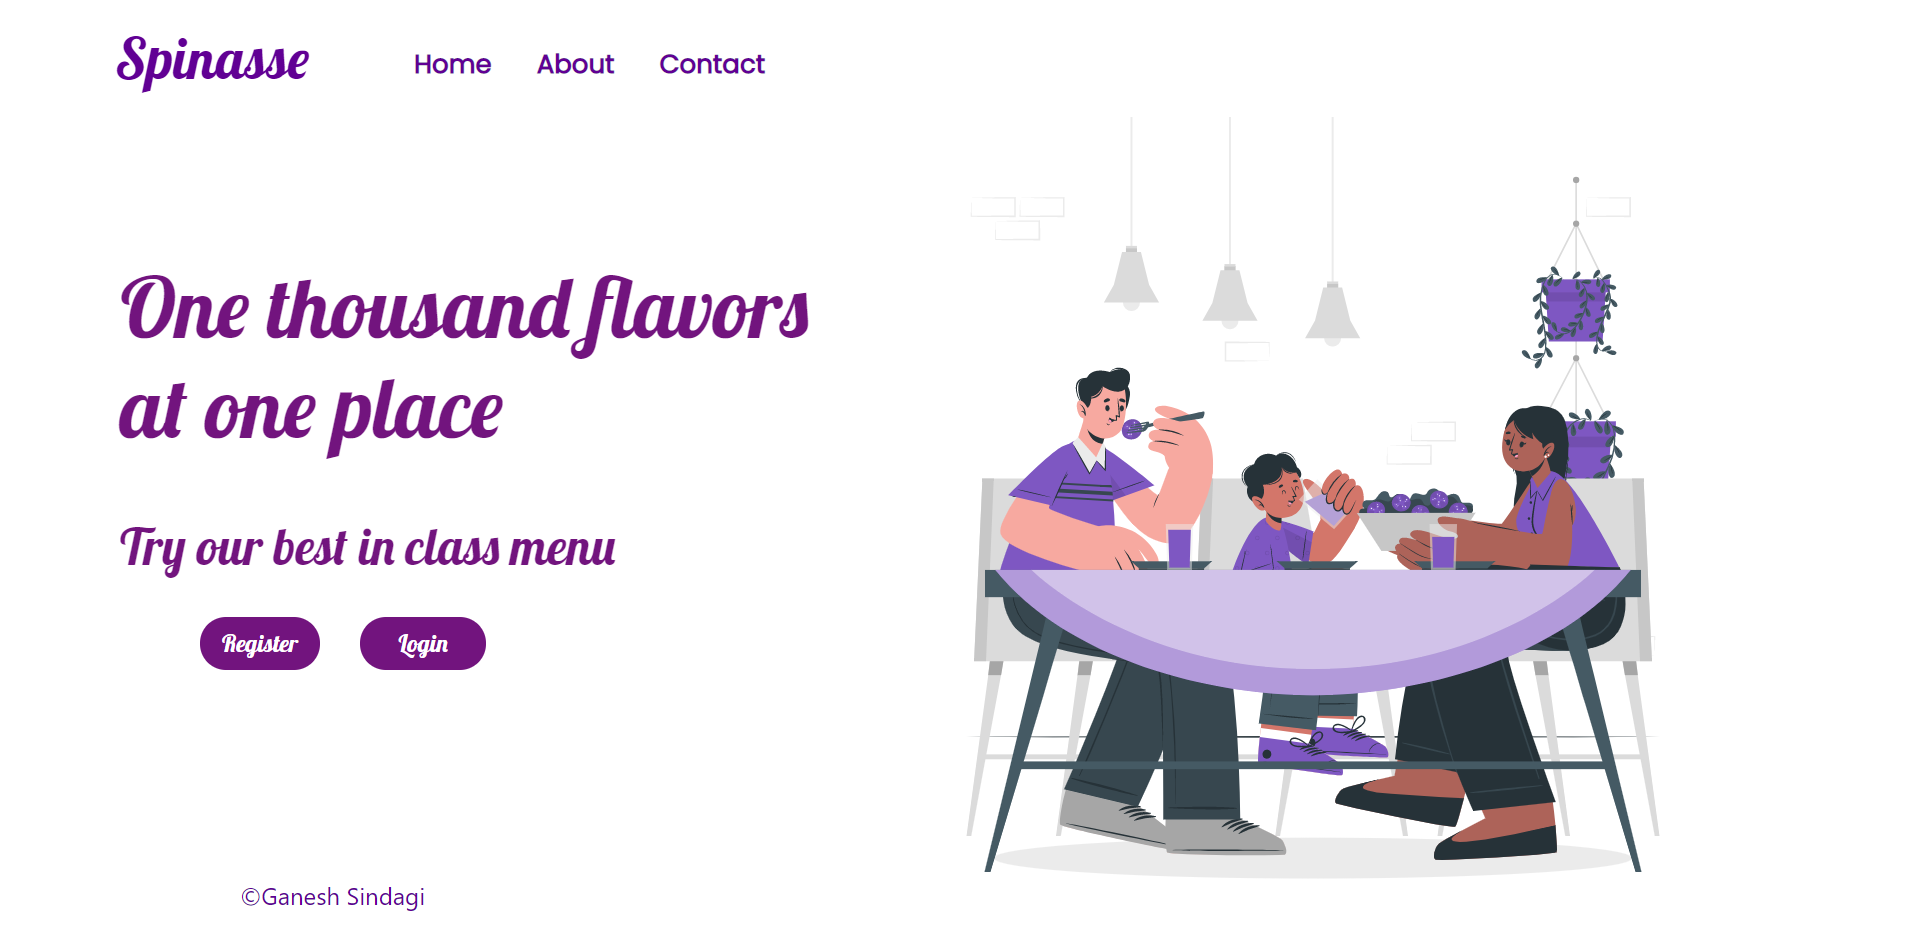 Spinasse
Home About Contact
One thousand flavors
at one place
Try our best in class menu
Register Login
©Ganesh Sindagi